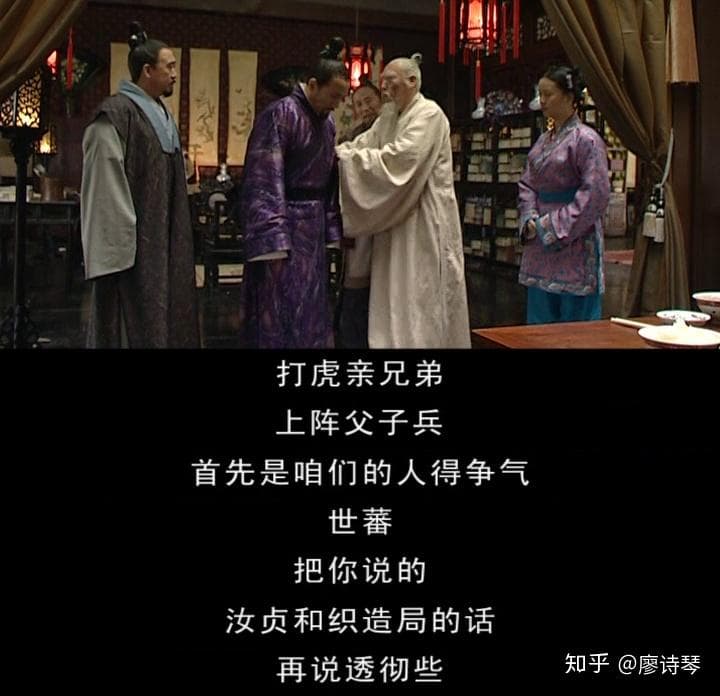 打虎亲兄弟
上阵父子兵
首先是咱们的人得争气
世蕃
把你说的
汝贞和织造局的话
再说透彻些
知乎 @廖诗琴